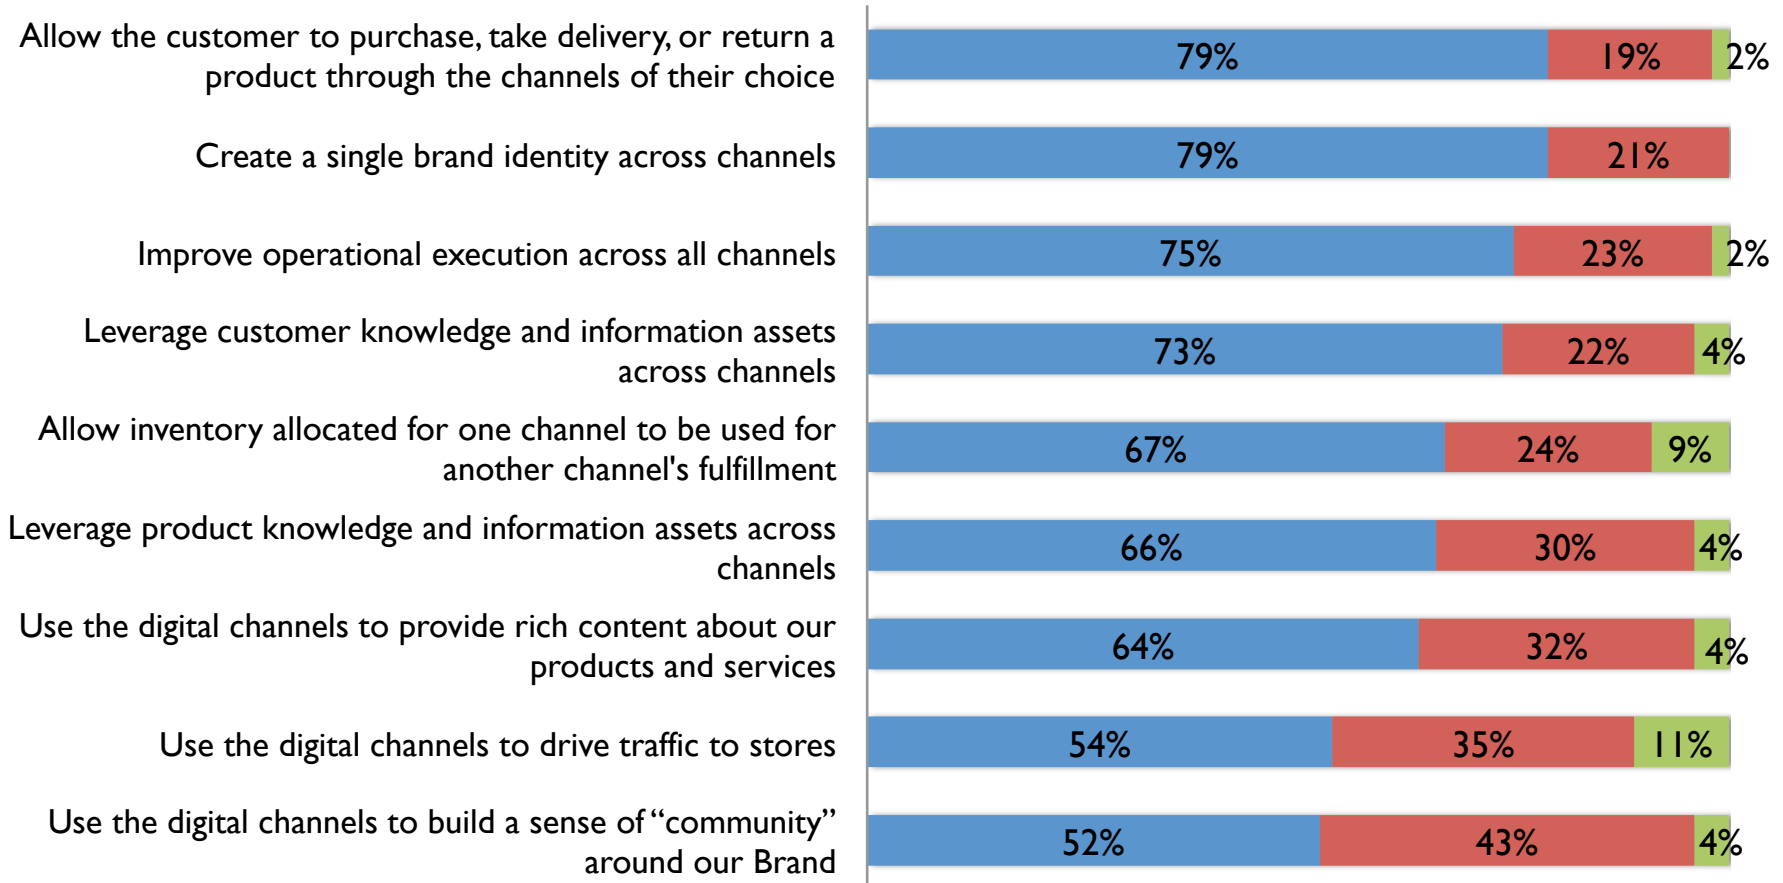 Allow the customer to purchase, take delivery, or return a
product through the channels of their choice
79% 19% 2%
Create a single brand identity across channels
79% 21%
Improve operational execution across all channels
75% 23% 2%
Leverage customer knowledge and information assets
across channels
73% 22% 4%
Allow inventory allocated for one channel to be used for
another channel's fulfillment
67% 24% 9%
Leverage product knowledge and information assets across
channels
66% 30% 4%
Use the digital channels to provide rich content about our
products and services
64% 32% 4%
Use the digital channels to drive traffic to stores
54% 35% 11%
Use the digital channels to build a sense of “community”
around our Brand
52% 43% 4%